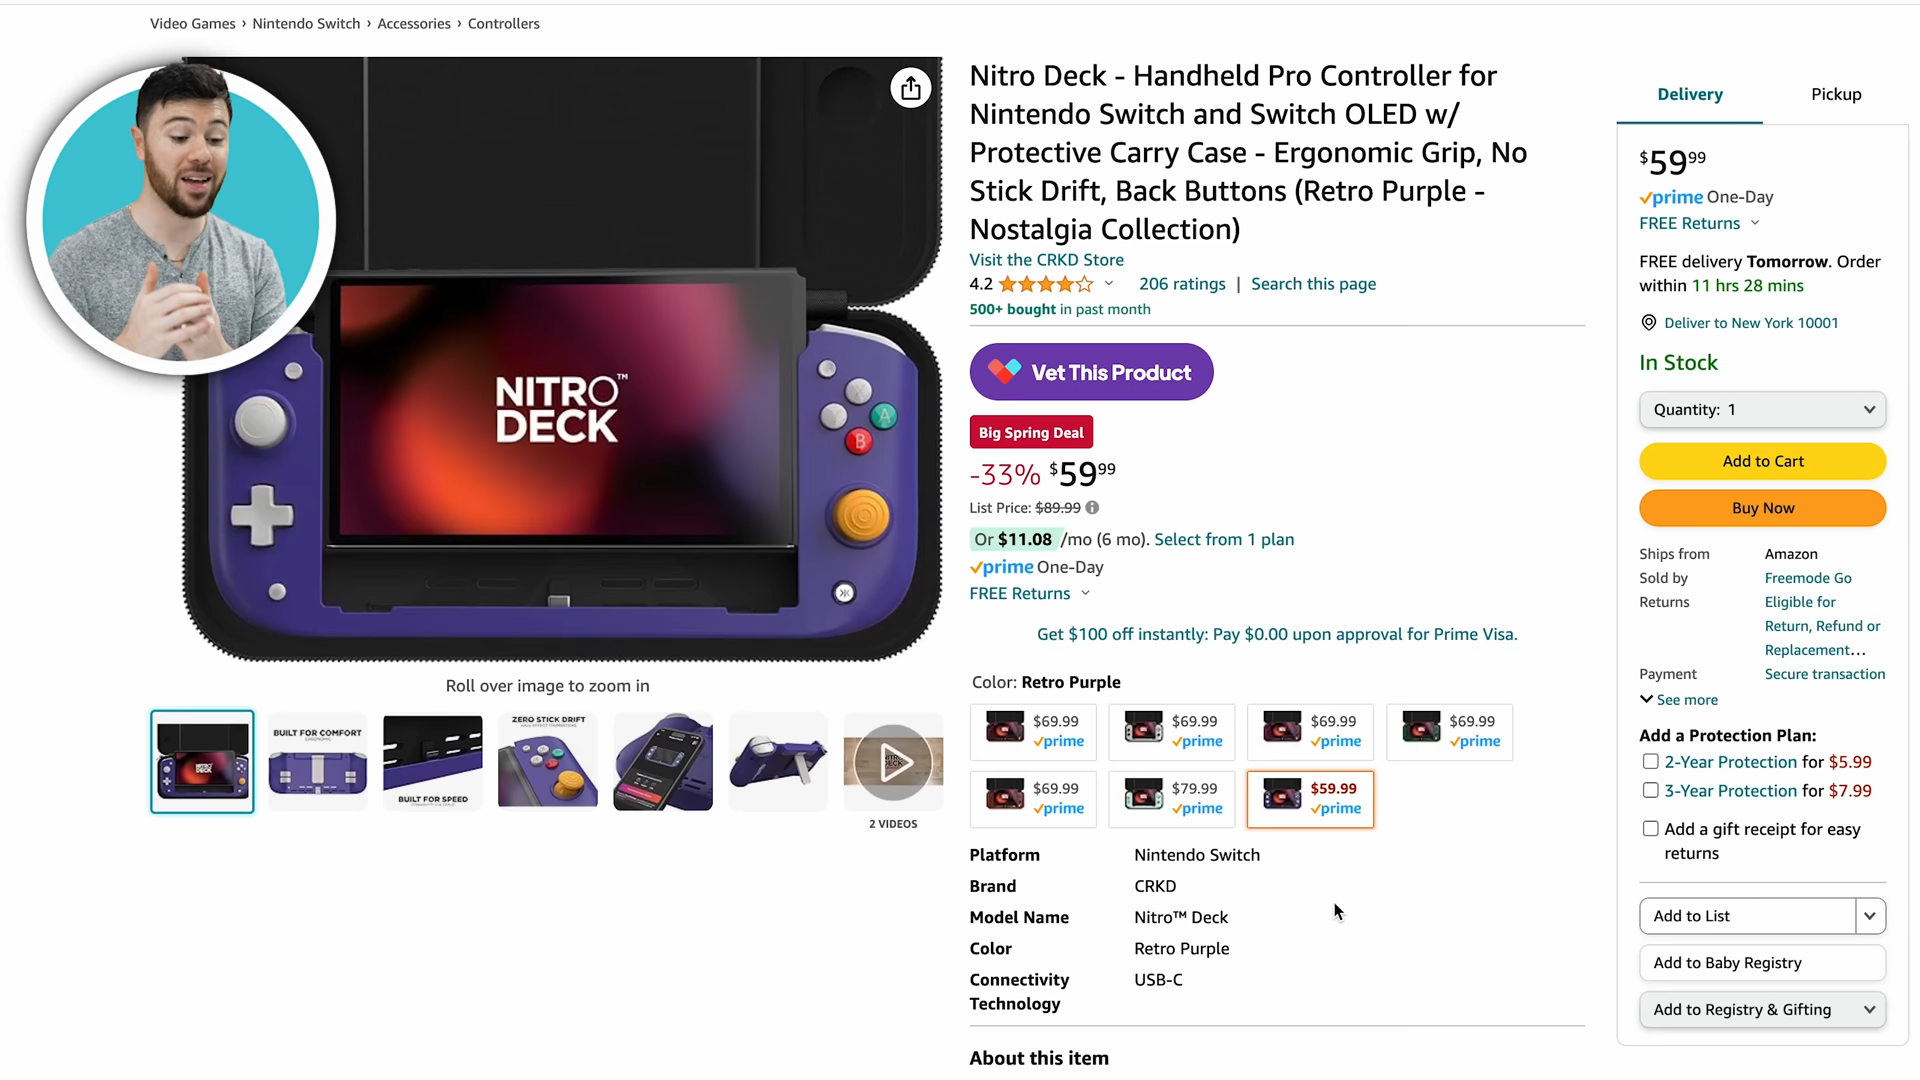 Video Games › Nintendo Switch › Accessories › Controllers
NITRO™
DECK
A
B
X
Y
Roll over image to zoom in
BUILT FOR COMFORT
ERGONOMIC
BUILT FOR SPEED
ZERO STICK DRIFT
2 VIDEOS
Nitro Deck - Handheld Pro Controller for
Nintendo Switch and Switch OLED w/
Protective Carry Case - Ergonomic Grip, No
Stick Drift, Back Buttons (Retro Purple -
Nostalgia Collection)
Visit the CRKD Store
4.2 206 ratings | Search this page
500+ bought in past month
Vet This Product
Big Spring Deal
-33% $59 99
List Price: $89.99
Or $11.08 /mo (6 mo). Select from 1 plan
prime One-Day
FREE Returns
Get $100 off instantly: Pay $0.00 upon approval for Prime Visa.
Color: Retro Purple
$69.99 $69.99 $69.99 $69.99
prime prime prime prime
$69.99 $79.99 $59.99
prime prime prime
Platform Nintendo Switch
Brand CRKD
Model Name Nitro™ Deck
Color Retro Purple
Connectivity USB-C
Technology
About this item
Delivery Pickup
$59 99
prime One-Day
FREE Returns
FREE delivery Tomorrow. Order
within 11 hrs 28 mins
Deliver to New York 10001
In Stock
Quantity: 1
Add to Cart
Buy Now
Ships from Amazon
Sold by Freemode Go
Returns Eligible for
Return, Refund or
Replacement…
Payment Secure transaction
See more
Add a Protection Plan:
2-Year Protection for $5.99
3-Year Protection for $7.99
Add a gift receipt for easy
returns
Add to List
Add to Baby Registry
Add to Registry & Gifting